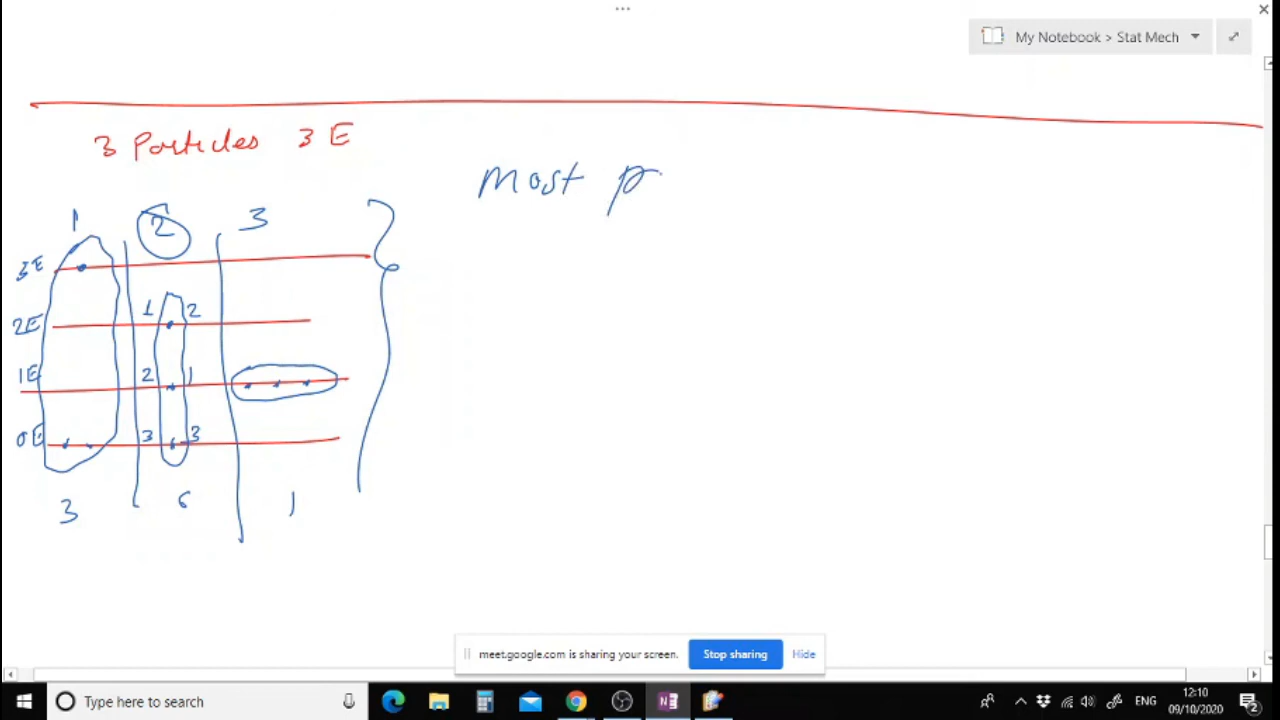 My Notebook > Stat Mech
3 Particles 3 E
Most p
1 2 3
3E
2E 1 2
1E 2 1
0E 3 3
3 6 1
meet.google.com is sharing your screen. Stop sharing Hide
Type here to search
ENG
12:10
09/10/2020
2